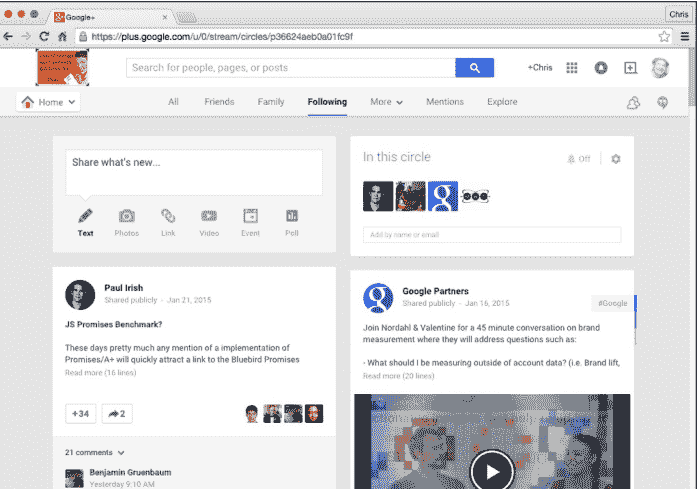 Google+
Chris
https://plus.google.com/u/0/stream/circles/p36624aeb0a01fc9f
Search for people, pages, or posts
+Chris
Home
All
Friends
Family
Following
More
Mentions
Explore
Share what's new...
Text
Photos
Link
Video
Event
Poll
In this circle
Off
Add by name or email
Paul Irish
Shared publicly - Jan 21, 2015
JS Promises Benchmark?
These days pretty much any mention of a implementation of
Promises/A+ will quickly attract a link to the Bluebird Promises
Read more (16 lines)
+34
2
21 comments
Benjamin Gruenbaum
Yesterday 9:10 AM
Google Partners
Shared publicly - Jan 16, 2015
#Google
Join Nordahl & Valentine for a 45 minute conversation on brand
measurement where they will address questions such as:
- What should I be measuring outside of account data? (i.e. Brand lift,
Read more (20 lines)